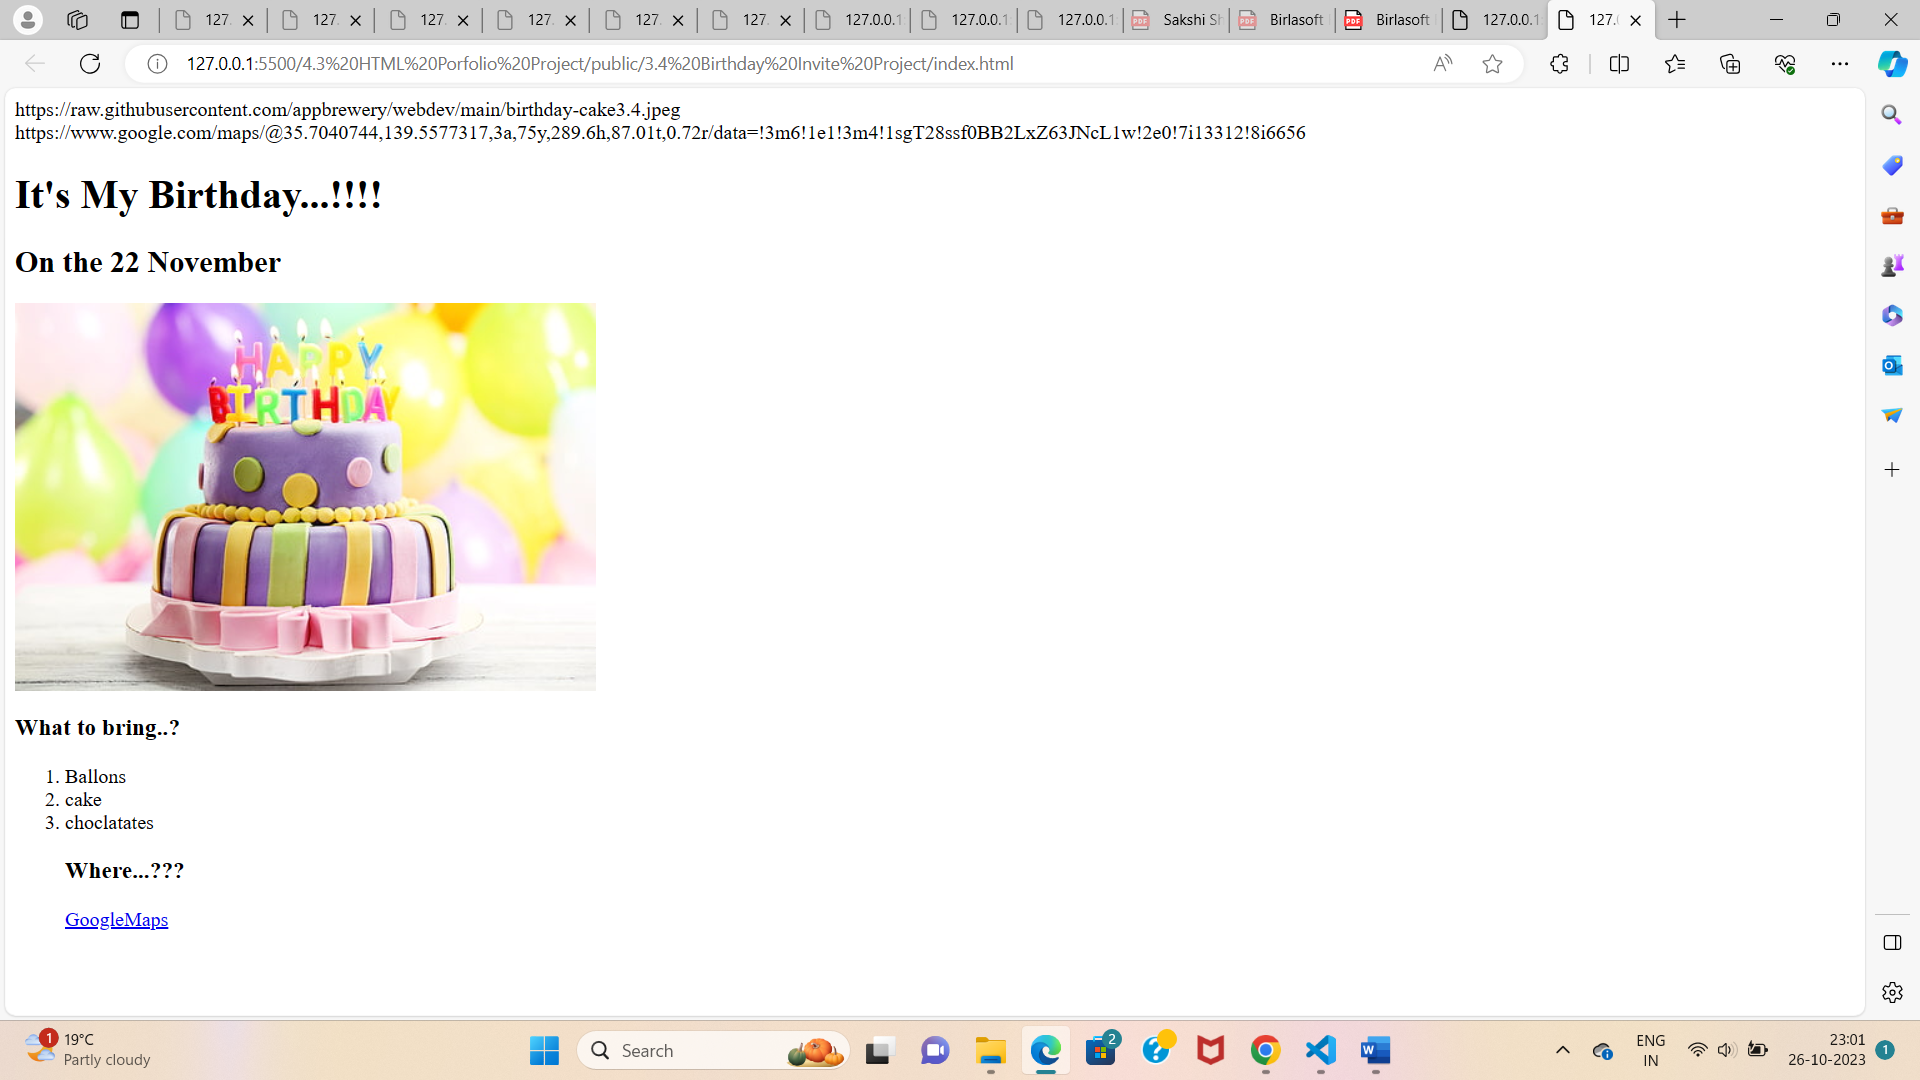 127.
127.
127.
127.
127.
127.
127.0.0.1
127.0.0.1
127.0.0.1
Sakshi Sh
Birlasoft
Birlasoft
127.0.0.1
127.0
127.0.0.1:5500/4.3%20HTML%20Porfolio%20Project/public/3.4%20Birthday%20Invite%20Project/index.html
https://raw.githubusercontent.com/appbrewery/webdev/main/birthday-cake3.4.jpeg
https://www.google.com/maps/@35.7040744,139.5577317,3a,75y,289.6h,87.01t,0.72r/data=!3m6!1e1!3m4!1sgT28ssf0BB2LxZ63JNcL1w!2e0!7i13312!8i6656
It's My Birthday...!!!!
On the 22 November
HAPPY
BIRTHDAY
What to bring..?
1. Ballons
2. cake
3. choclatates
Where...???
GoogleMaps
1
19°C
Partly cloudy
Search
2
ENG
IN
23:01
26-10-2023
1